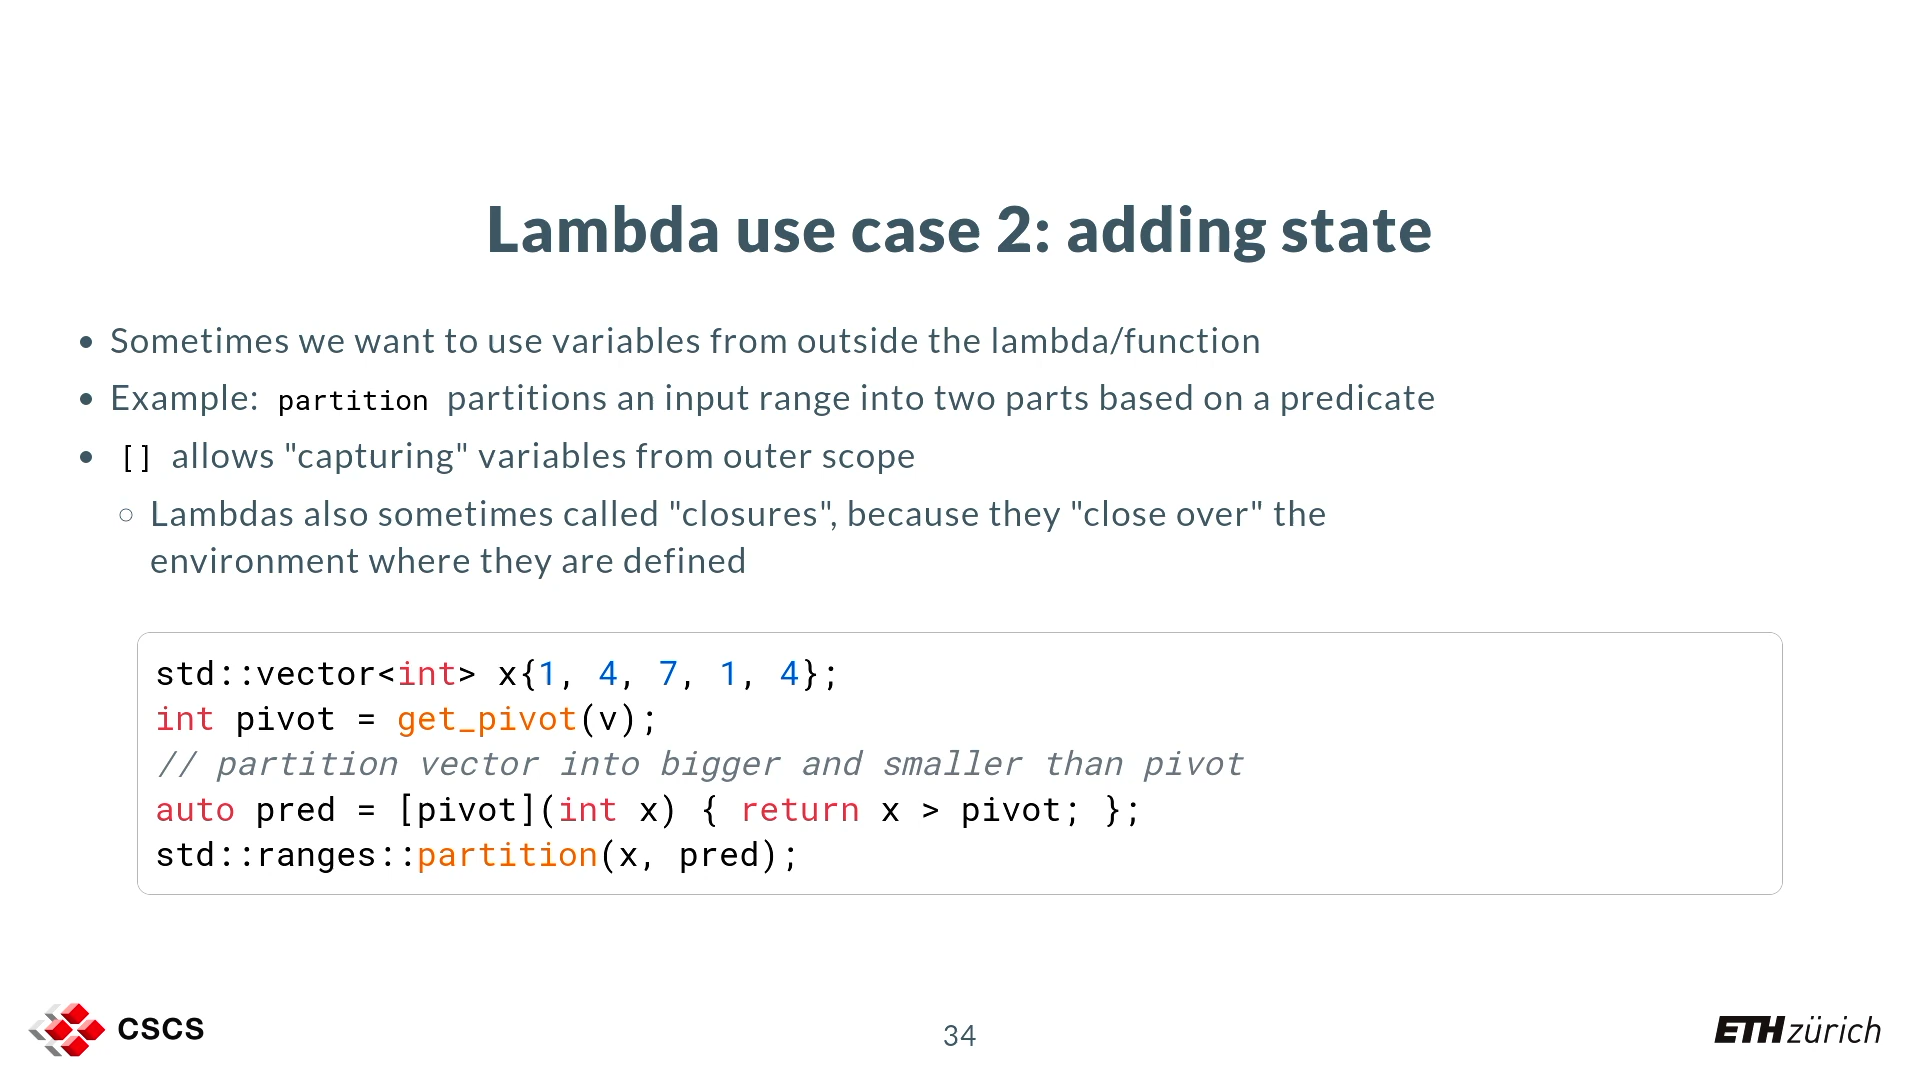 Lambda use case 2: adding state
• Sometimes we want to use variables from outside the lambda/function
• Example: partition partitions an input range into two parts based on a predicate
• [] allows "capturing" variables from outer scope
○ Lambdas also sometimes called "closures", because they "close over" the
environment where they are defined
std::vector<int> x{1, 4, 7, 1, 4};
int pivot = get_pivot(v);
// partition vector into bigger and smaller than pivot
auto pred = [pivot](int x) { return x > pivot; };
std::ranges::partition(x, pred);
CSCS
34
ETH zürich